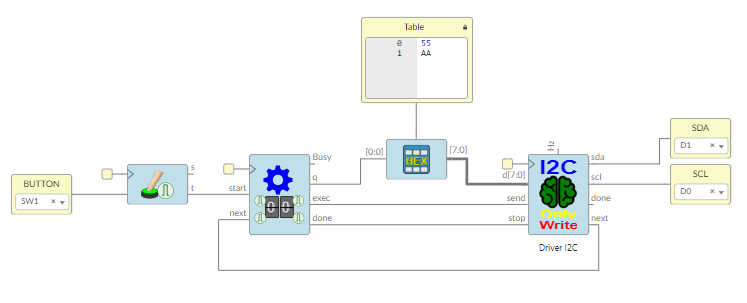 Table
0 55
1 AA
BUTTON
SW1
s
t
start
next
Busy
q
exec
done
00
[0:0]
HEX
[7:0]
Hz
d[7:0]
send
stop
I2C
Only
Write
sda
scl
done
next
Driver I2C
SDA
D1
SCL
D0